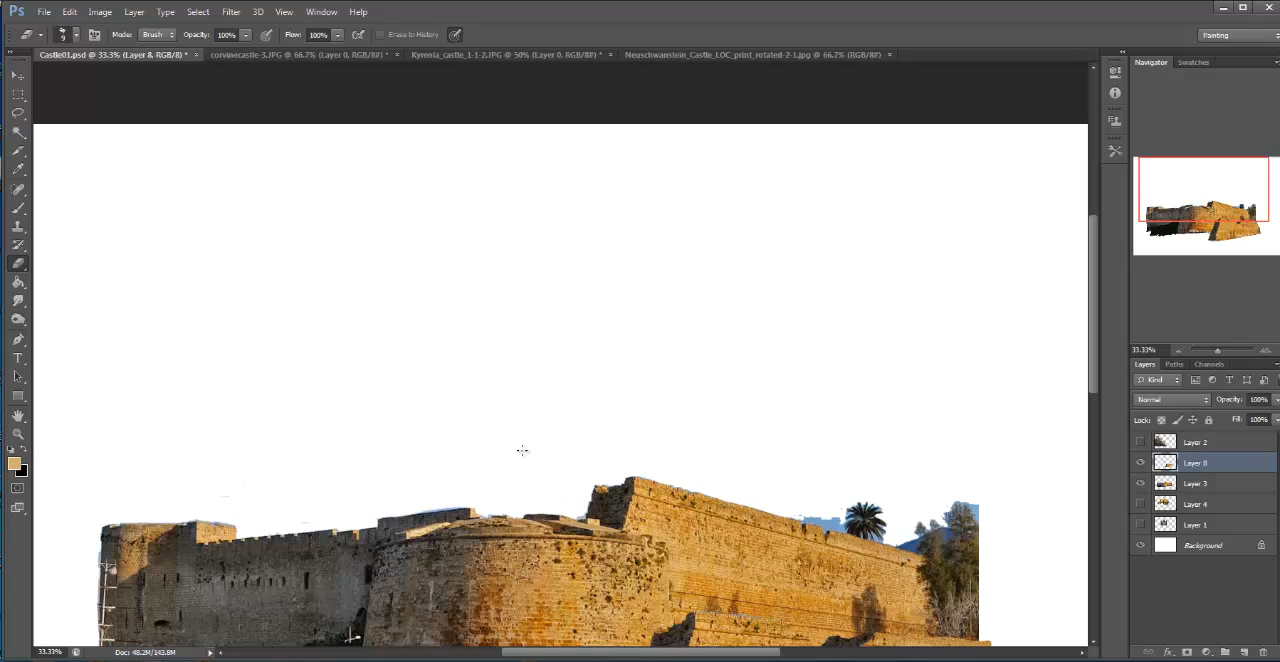 Ps File Edit Image Layer Type Select Filter 3D View Window Help
9 Mode: Brush Opacity: 100% Flow: 100% Erase to History Painting
Castle01.psd @ 33.3% (Layer 8, RGB/8) * × corvinecastle-3.JPG @ 66.7% (Layer 0, RGB/8#) * × Kyrenia_castle_1-1-2.JPG @ 50% (Layer 0, RGB/8#) * × Neuschwanstein_Castle_LOC_print_rotated-2-1.jpg @ 66.7% (RGB/8#) ×
Navigator Swatches
33.33%
Layers Paths Channels
Kind
Normal Opacity: 100%
Lock: Fill: 100%
Layer 2
Layer 8
Layer 3
Layer 4
Layer 1
Background
33.33% Doc: 48.2M/143.8M